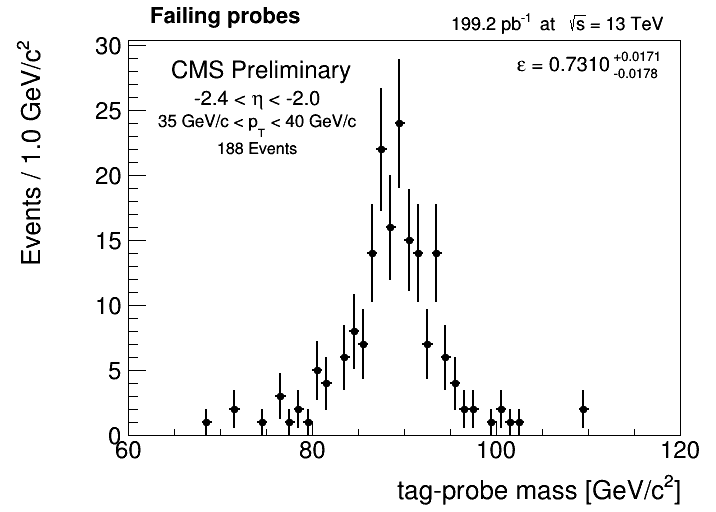 Failing probes
199.2 pb⁻¹ at √s = 13 TeV
CMS Preliminary
-2.4 < η < -2.0
35 GeV/c < p_T < 40 GeV/c
188 Events
ε = 0.7310 +0.0171 -0.0178
Events / 1.0 GeV/c²
30
25
20
15
10
5
0
60 80 100 120
tag-probe mass [GeV/c²]